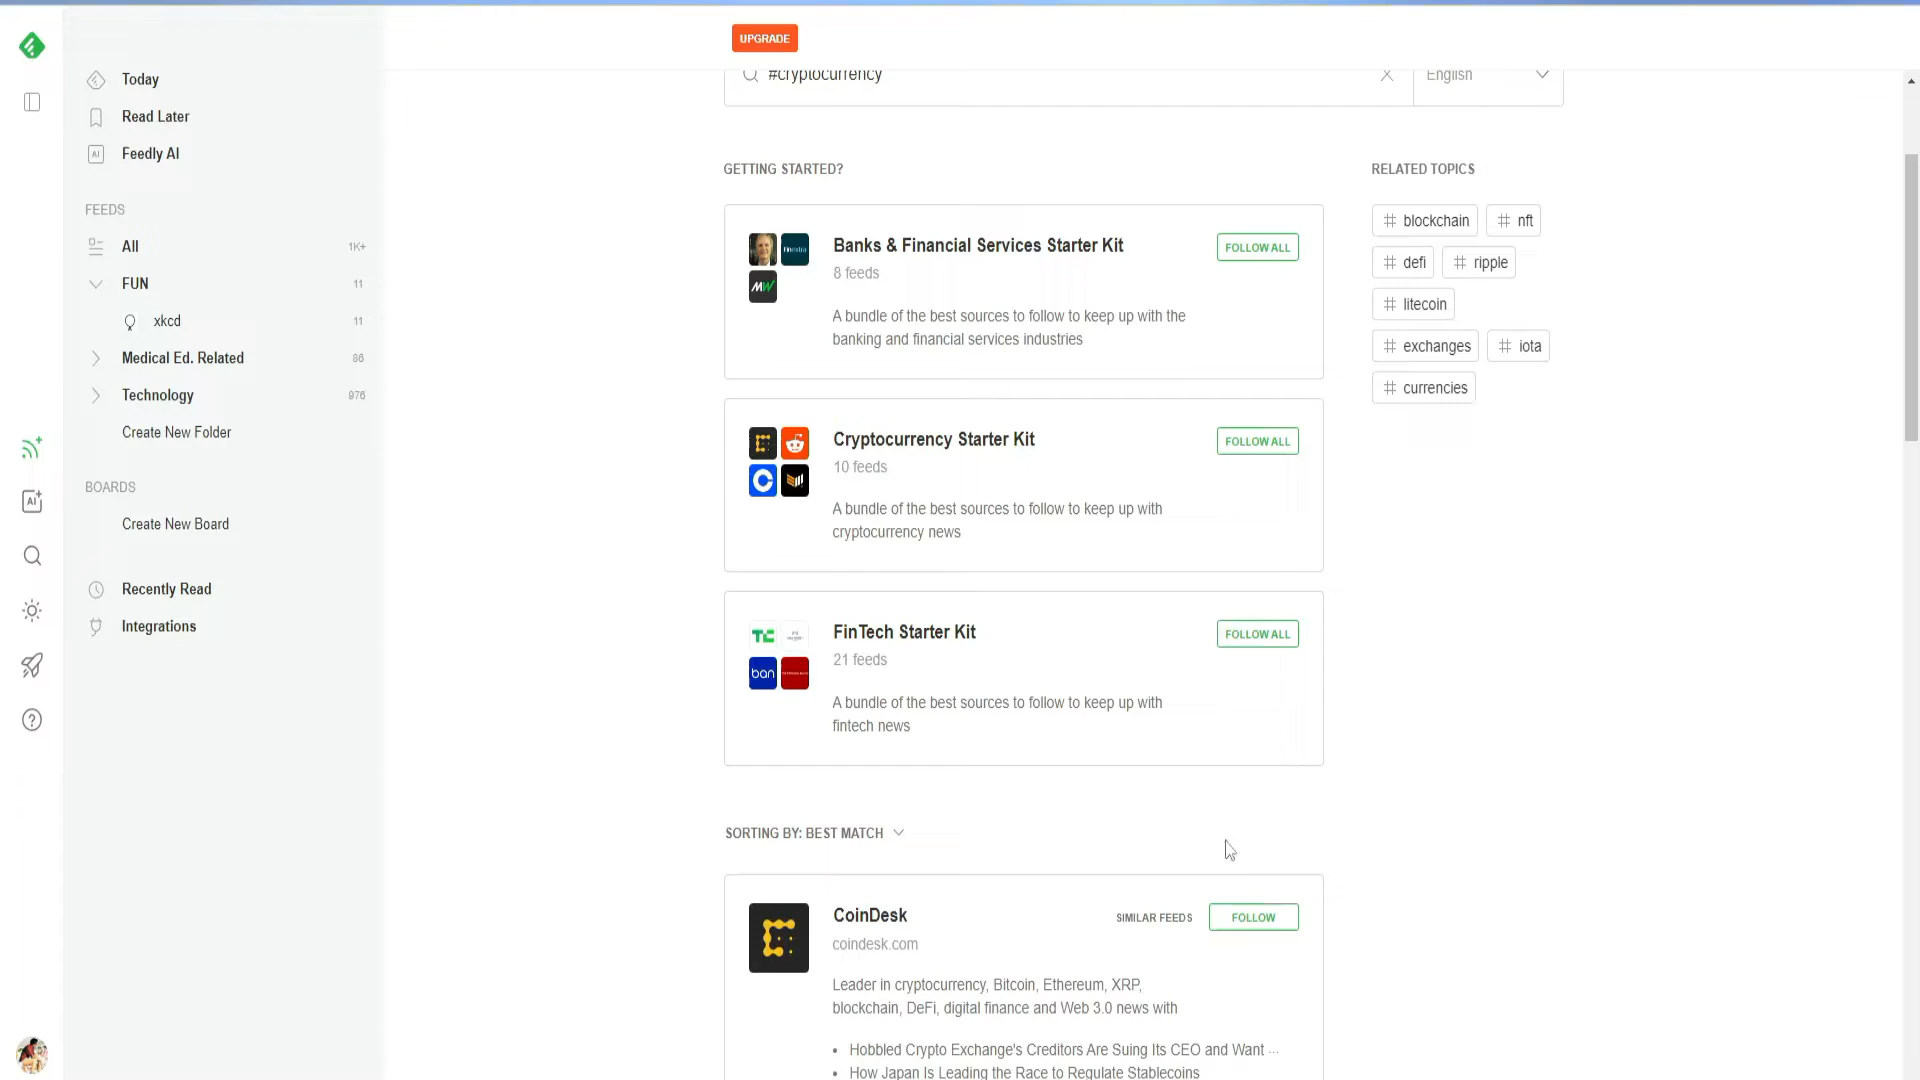 UPGRADE
#cryptocurrency
English
Today
Read Later
Feedly AI
FEEDS
All 1K+
FUN 11
xkcd 11
Medical Ed. Related 86
Technology 976
Create New Folder
BOARDS
Create New Board
Recently Read
Integrations
GETTING STARTED?
Banks & Financial Services Starter Kit
FOLLOW ALL
8 feeds
A bundle of the best sources to follow to keep up with the
banking and financial services industries
Cryptocurrency Starter Kit
FOLLOW ALL
10 feeds
A bundle of the best sources to follow to keep up with
cryptocurrency news
FinTech Starter Kit
FOLLOW ALL
21 feeds
A bundle of the best sources to follow to keep up with
fintech news
TC
ban
MW
AI
AI
RELATED TOPICS
# blockchain
# nft
# defi
# ripple
# litecoin
# exchanges
# iota
# currencies
SORTING BY: BEST MATCH
CoinDesk
SIMILAR FEEDS
FOLLOW
coindesk.com
Leader in cryptocurrency, Bitcoin, Ethereum, XRP,
blockchain, DeFi, digital finance and Web 3.0 news with
• Hobbled Crypto Exchange's Creditors Are Suing Its CEO and Want ...
• How Japan Is Leading the Race to Regulate Stablecoins